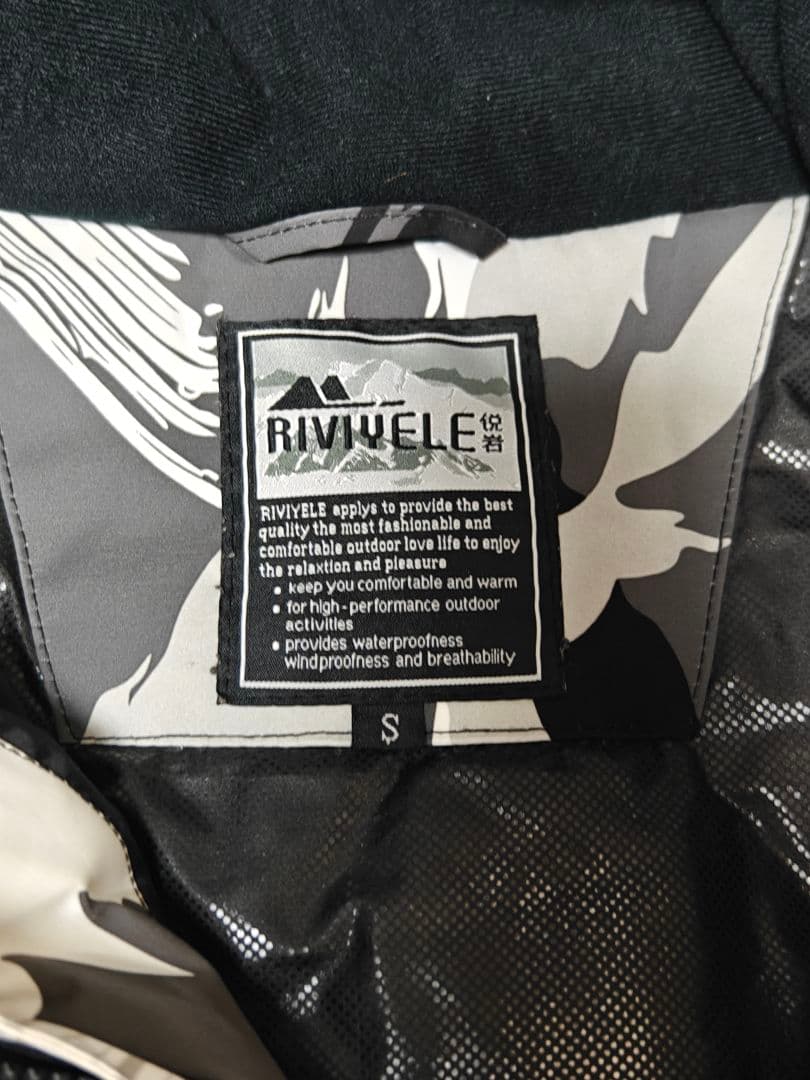 RIVIYELE 锐岩
RIVIYELE applys to provide the best
quality the most fashionable and
comfortable outdoor love life to enjoy
the relaxtion and pleasure
• keep you comfortable and warm
• for high-performance outdoor
activities
• provides waterproofness
windproofness and breathability
S